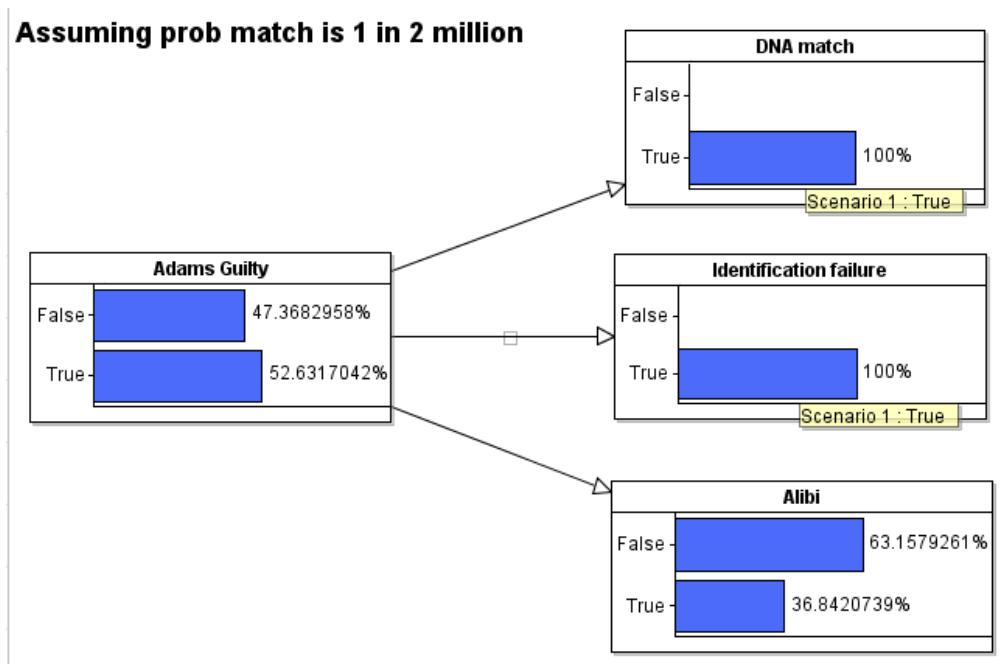 Assuming prob match is 1 in 2 million
DNA match
False
True
100%
Scenario 1 : True
Adams Guilty
False
47.3682958%
True
52.6317042%
Identification failure
False
True
100%
Scenario 1 : True
Alibi
False
63.1579261%
True
36.8420739%